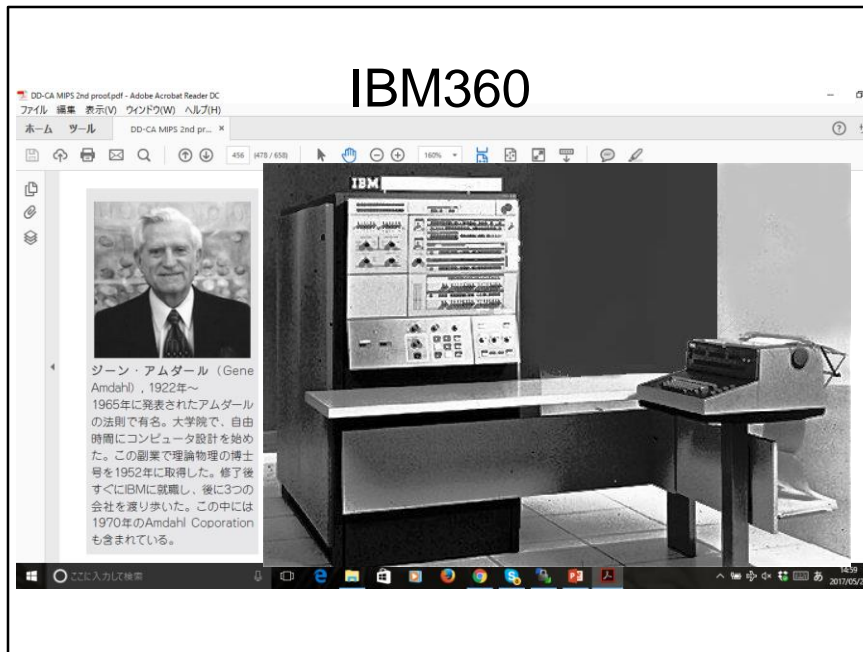 IBM360
DD-CA MIPS 2nd proof.pdf - Adobe Acrobat Reader DC
ファイル 編集 表示(V) ウィンドウ(W) ヘルプ(H)
ホーム ツール DD-CA MIPS 2nd pr... ×
456 (478 / 658) 160%
IBM
ジーン・アムダール（Gene
Amdahl）, 1922年～
1965年に発表されたアムダール
の法則で有名。大学院で、自由
時間にコンピュータ設計を始め
た。この副業で理論物理の博士
号を1952年に取得した。修了後
すぐにIBMに就職し、後に3つの
会社を渡り歩いた。この中には
1970年のAmdahl Coporation
も含まれている。
ここに入力して検索
あ
14:59
2017/05/2